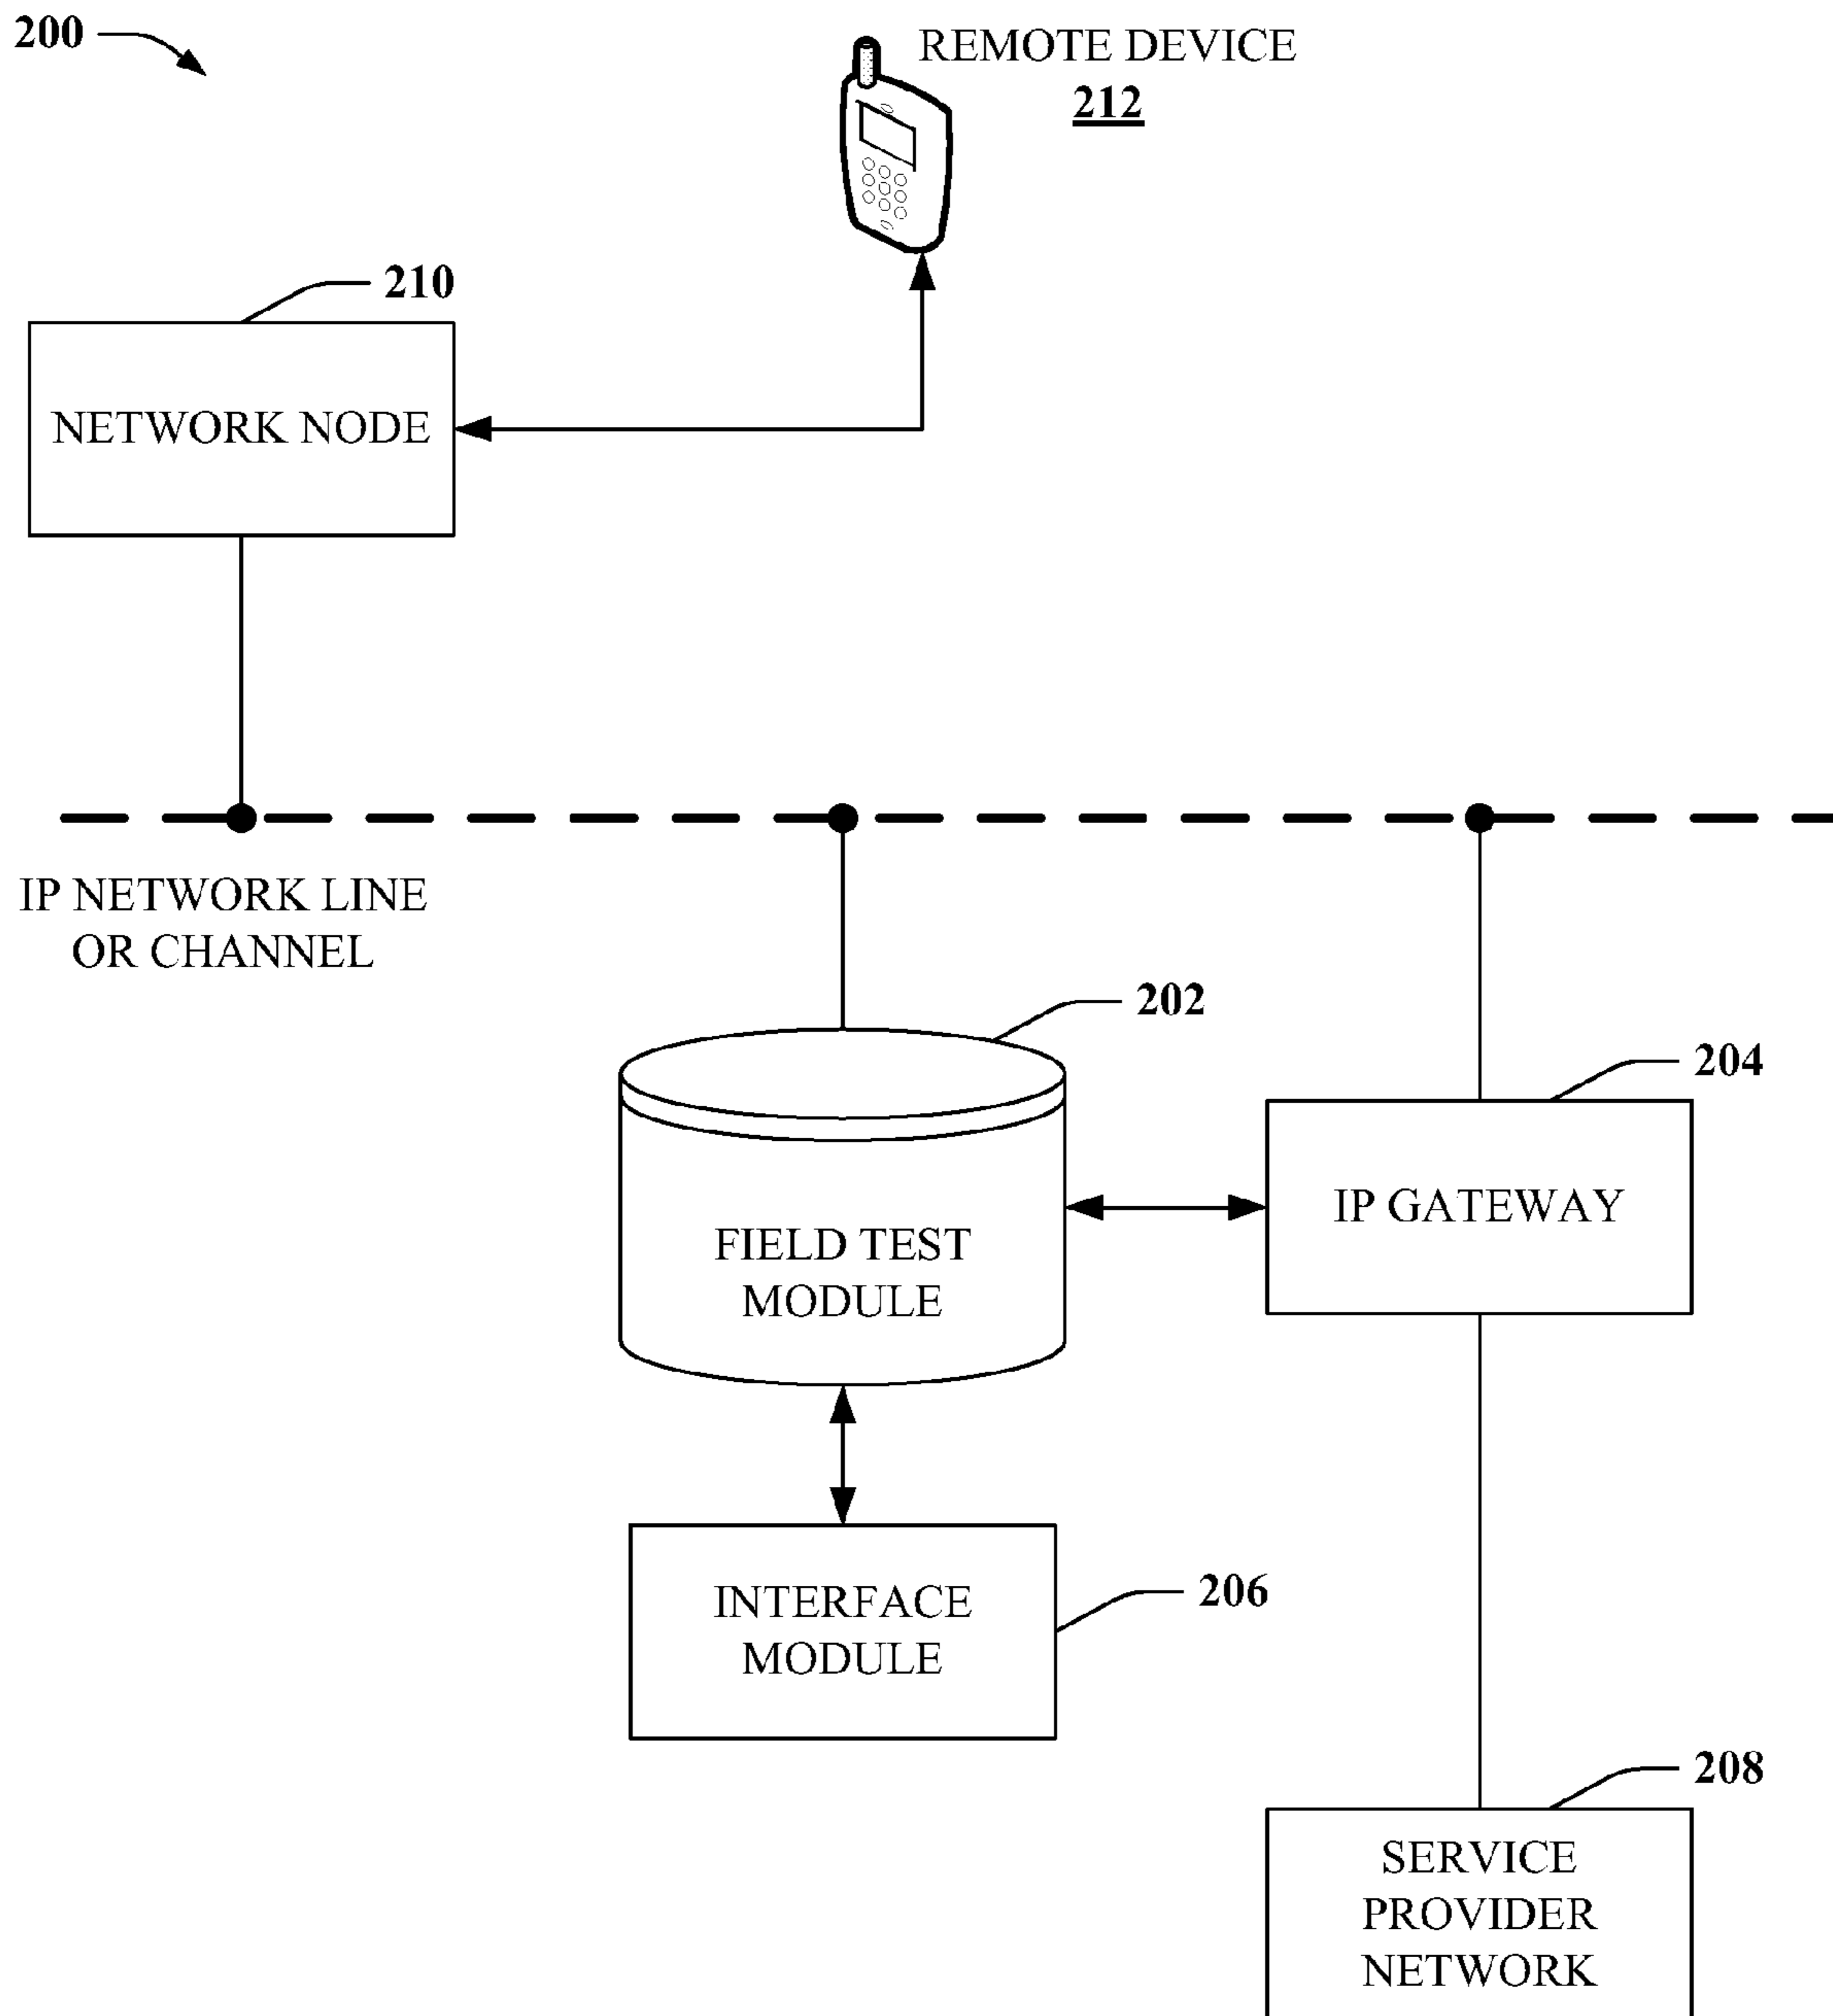 200
REMOTE DEVICE
212
210
NETWORK NODE
IP NETWORK LINE
OR CHANNEL
202
204
FIELD TEST
MODULE
IP GATEWAY
INTERFACE
MODULE
206
208
SERVICE
PROVIDER
NETWORK